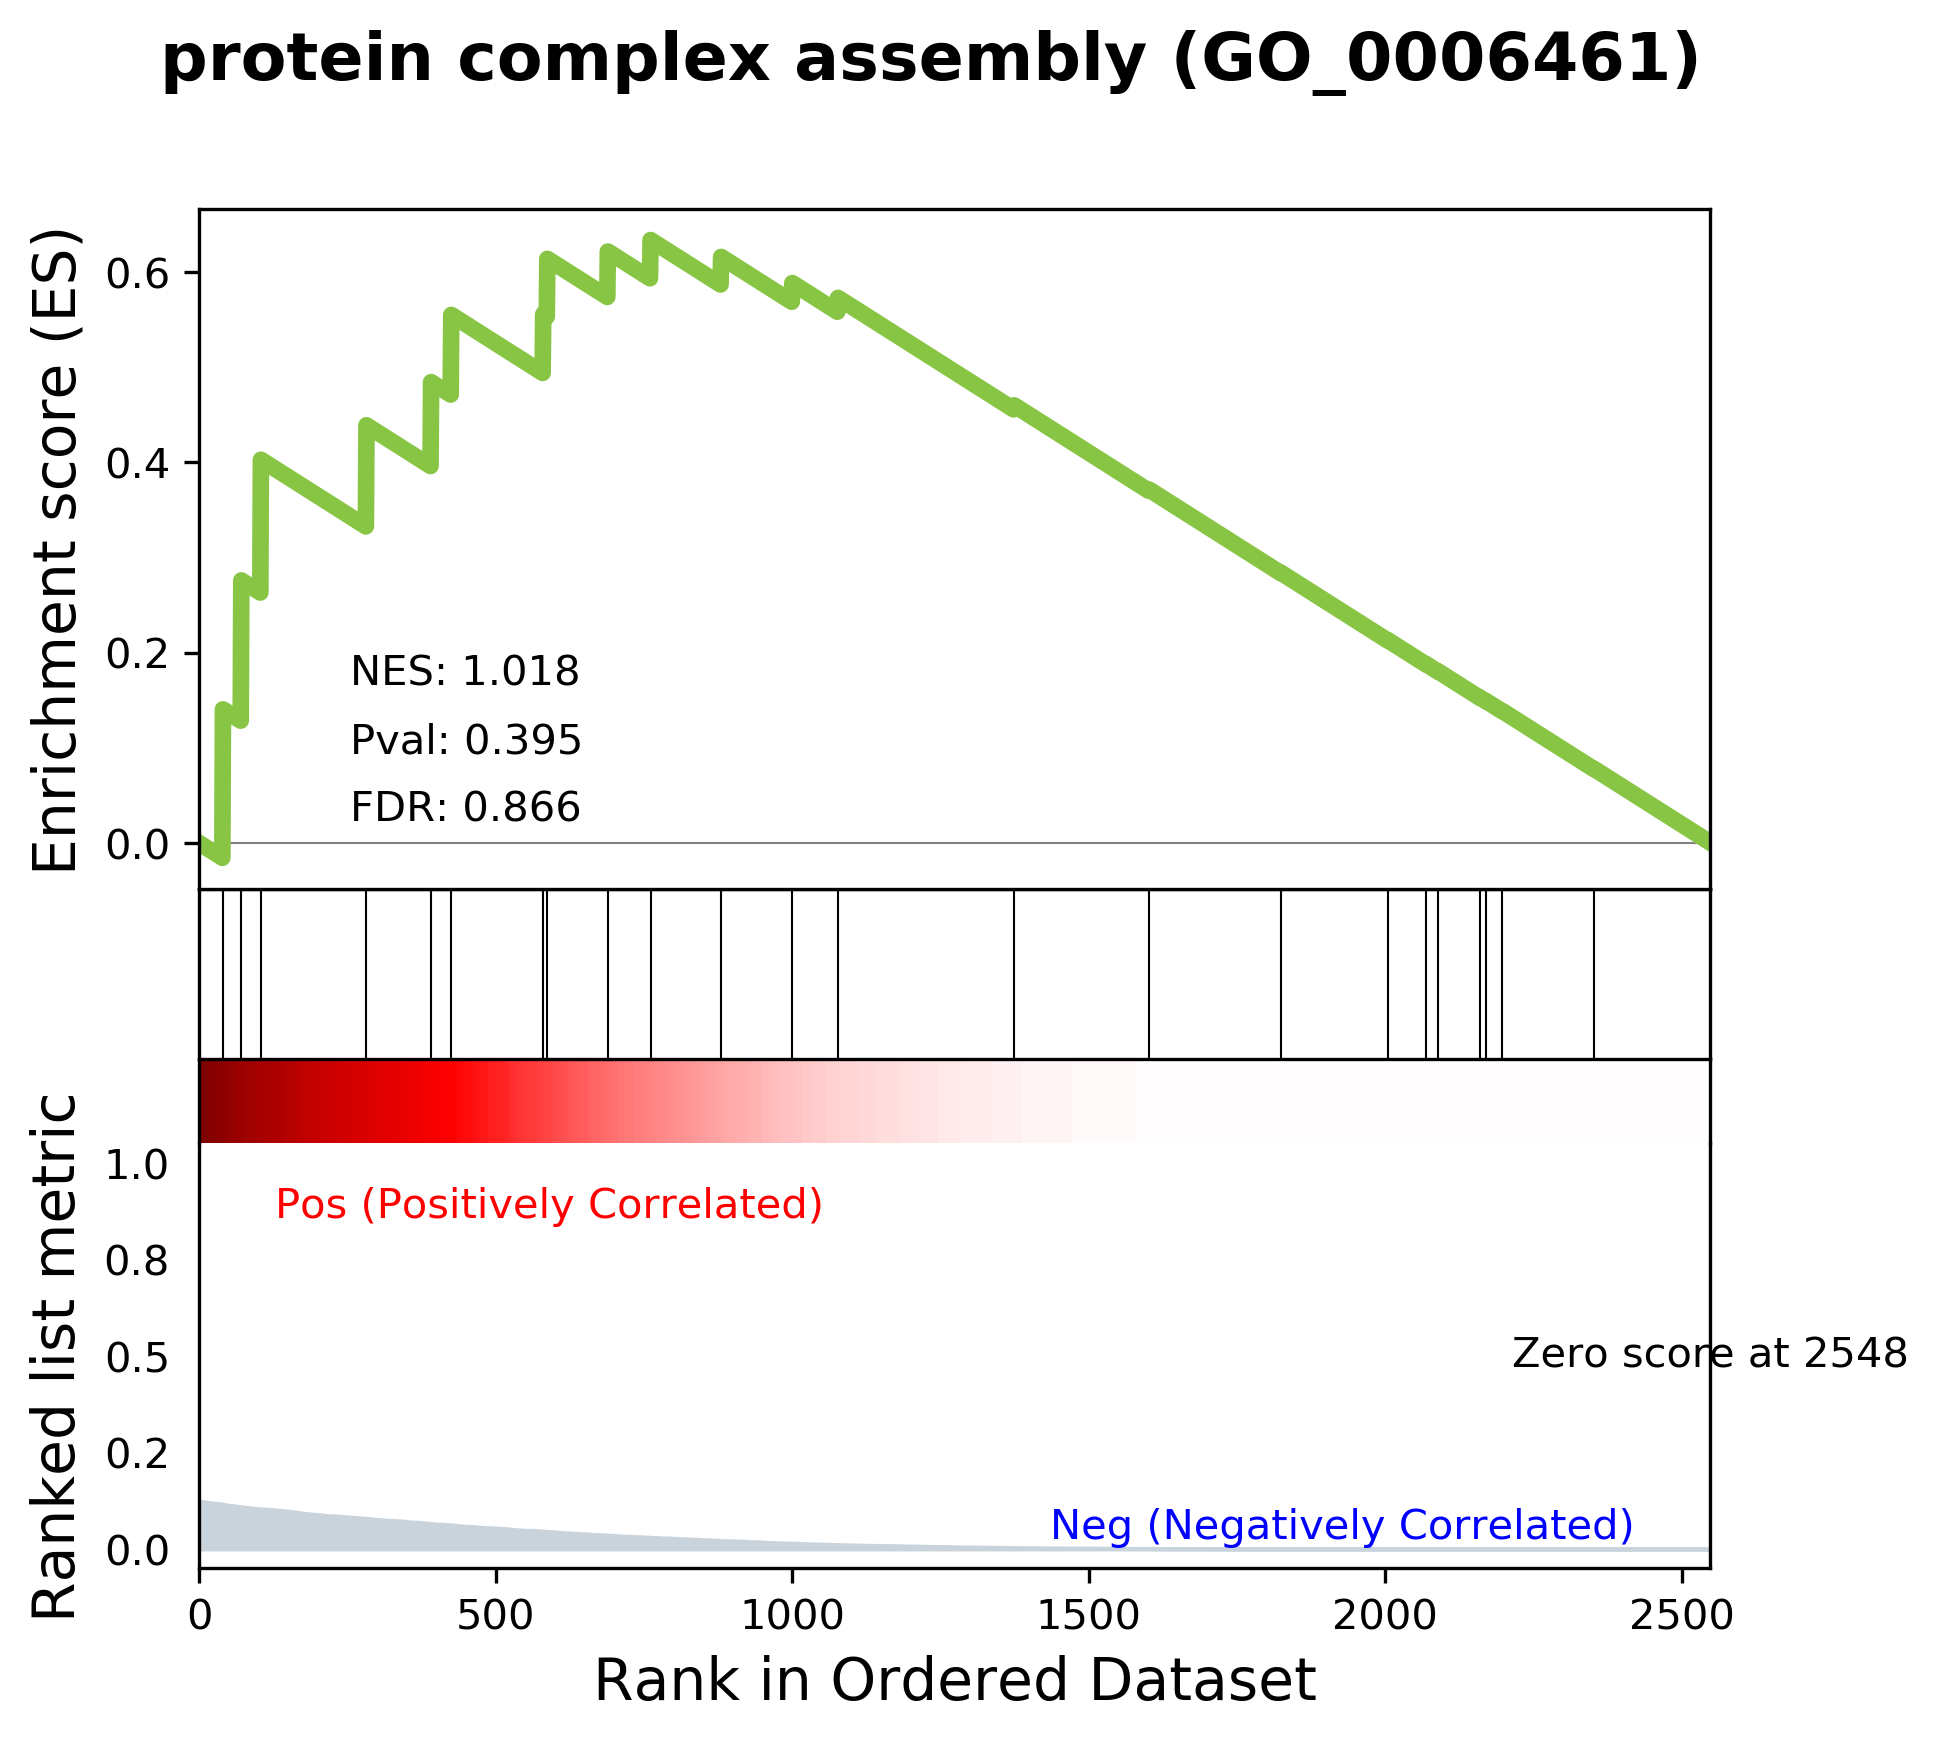 protein complex assembly (GO_0006461)
Enrichment score (ES)
0.6
0.4
0.2
0.0
NES: 1.018
Pval: 0.395
FDR: 0.866
Ranked list metric
1.0
0.8
0.5
0.2
0.0
Pos (Positively Correlated)
Zero score at 2548
Neg (Negatively Correlated)
0 500 1000 1500 2000 2500
Rank in Ordered Dataset